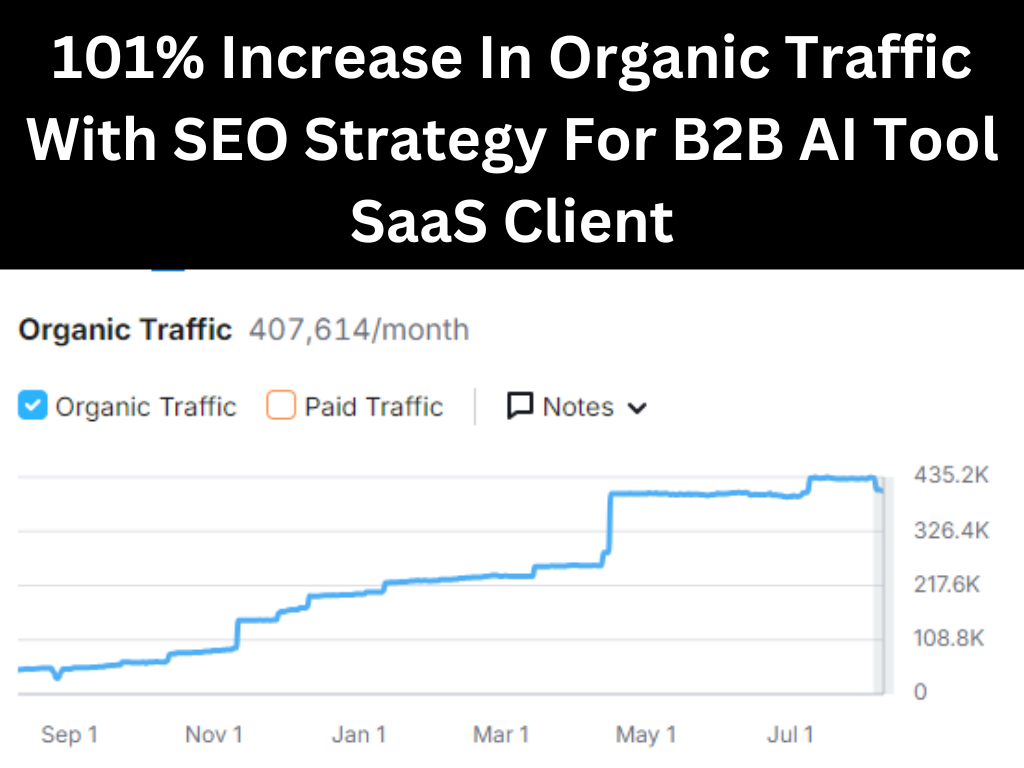 101% Increase In Organic Traffic
With SEO Strategy For B2B AI Tool
SaaS Client
Organic Traffic 407,614/month
Organic Traffic Paid Traffic Notes
435.2K
326.4K
217.6K
108.8K
0
Sep 1 Nov 1 Jan 1 Mar 1 May 1 Jul 1